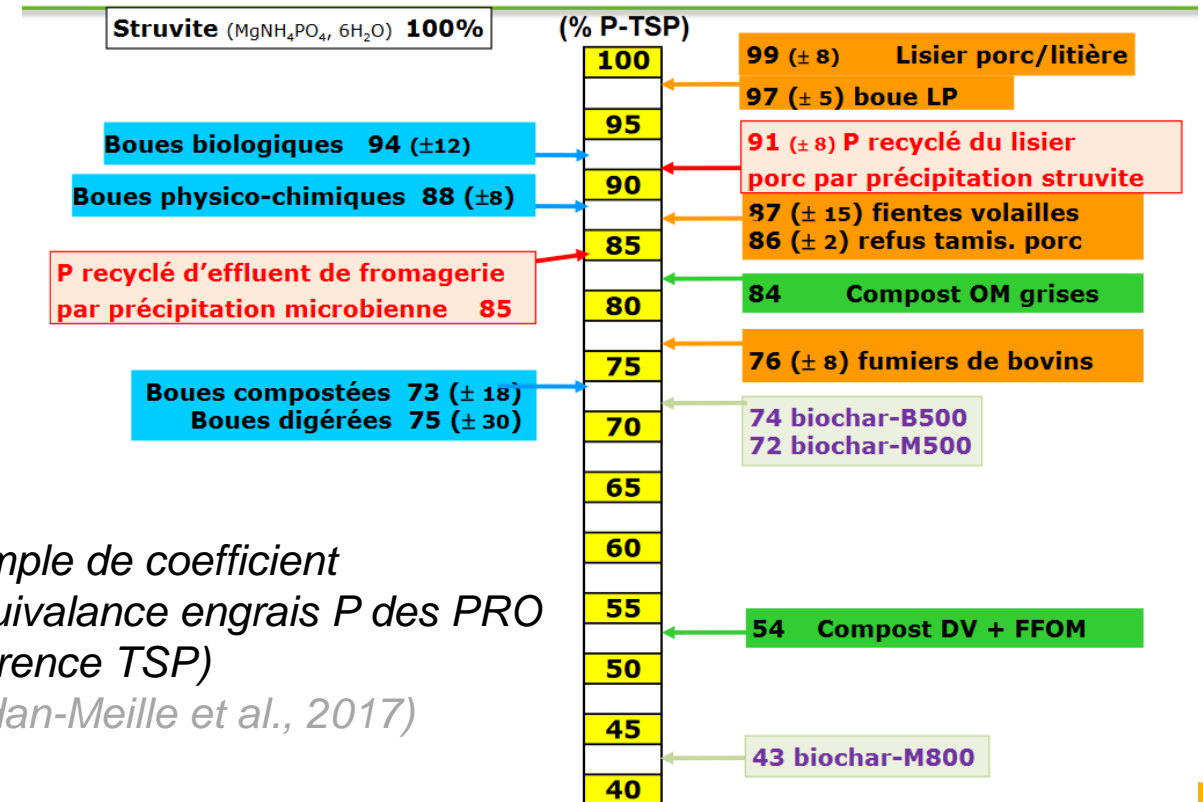 Struvite (MgNH₄PO₄, 6H₂O) 100%
(% P-TSP)
100
95
90
85
80
75
70
65
60
55
50
45
40
Boues biologiques 94 (±12)
Boues physico-chimiques 88 (±8)
P recyclé d'effluent de fromagerie
par précipitation microbienne 85
Boues compostées 73 (± 18)
Boues digérées 75 (± 30)
99 (± 8) Lisier porc/litière
97 (± 5) boue LP
91 (± 8) P recyclé du lisier
porc par précipitation struvite
87 (± 15) fientes volailles
86 (± 2) refus tamis. porc
84 Compost OM grises
76 (± 8) fumiers de bovins
74 biochar-B500
72 biochar-M500
54 Compost DV + FFOM
43 biochar-M800
mple de coefficient
uivalance engrais P des PRO
rence TSP)
dan-Meille et al., 2017)